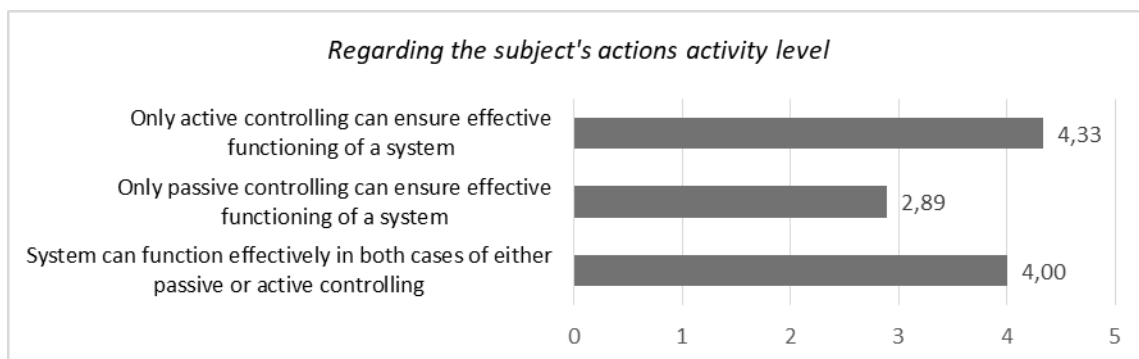 Regarding the subject's actions activity level
Only active controlling can ensure effective
functioning of a system
4,33
Only passive controlling can ensure effective
functioning of a system
2,89
System can function effectively in both cases of either
passive or active controlling
4,00
0 1 2 3 4 5